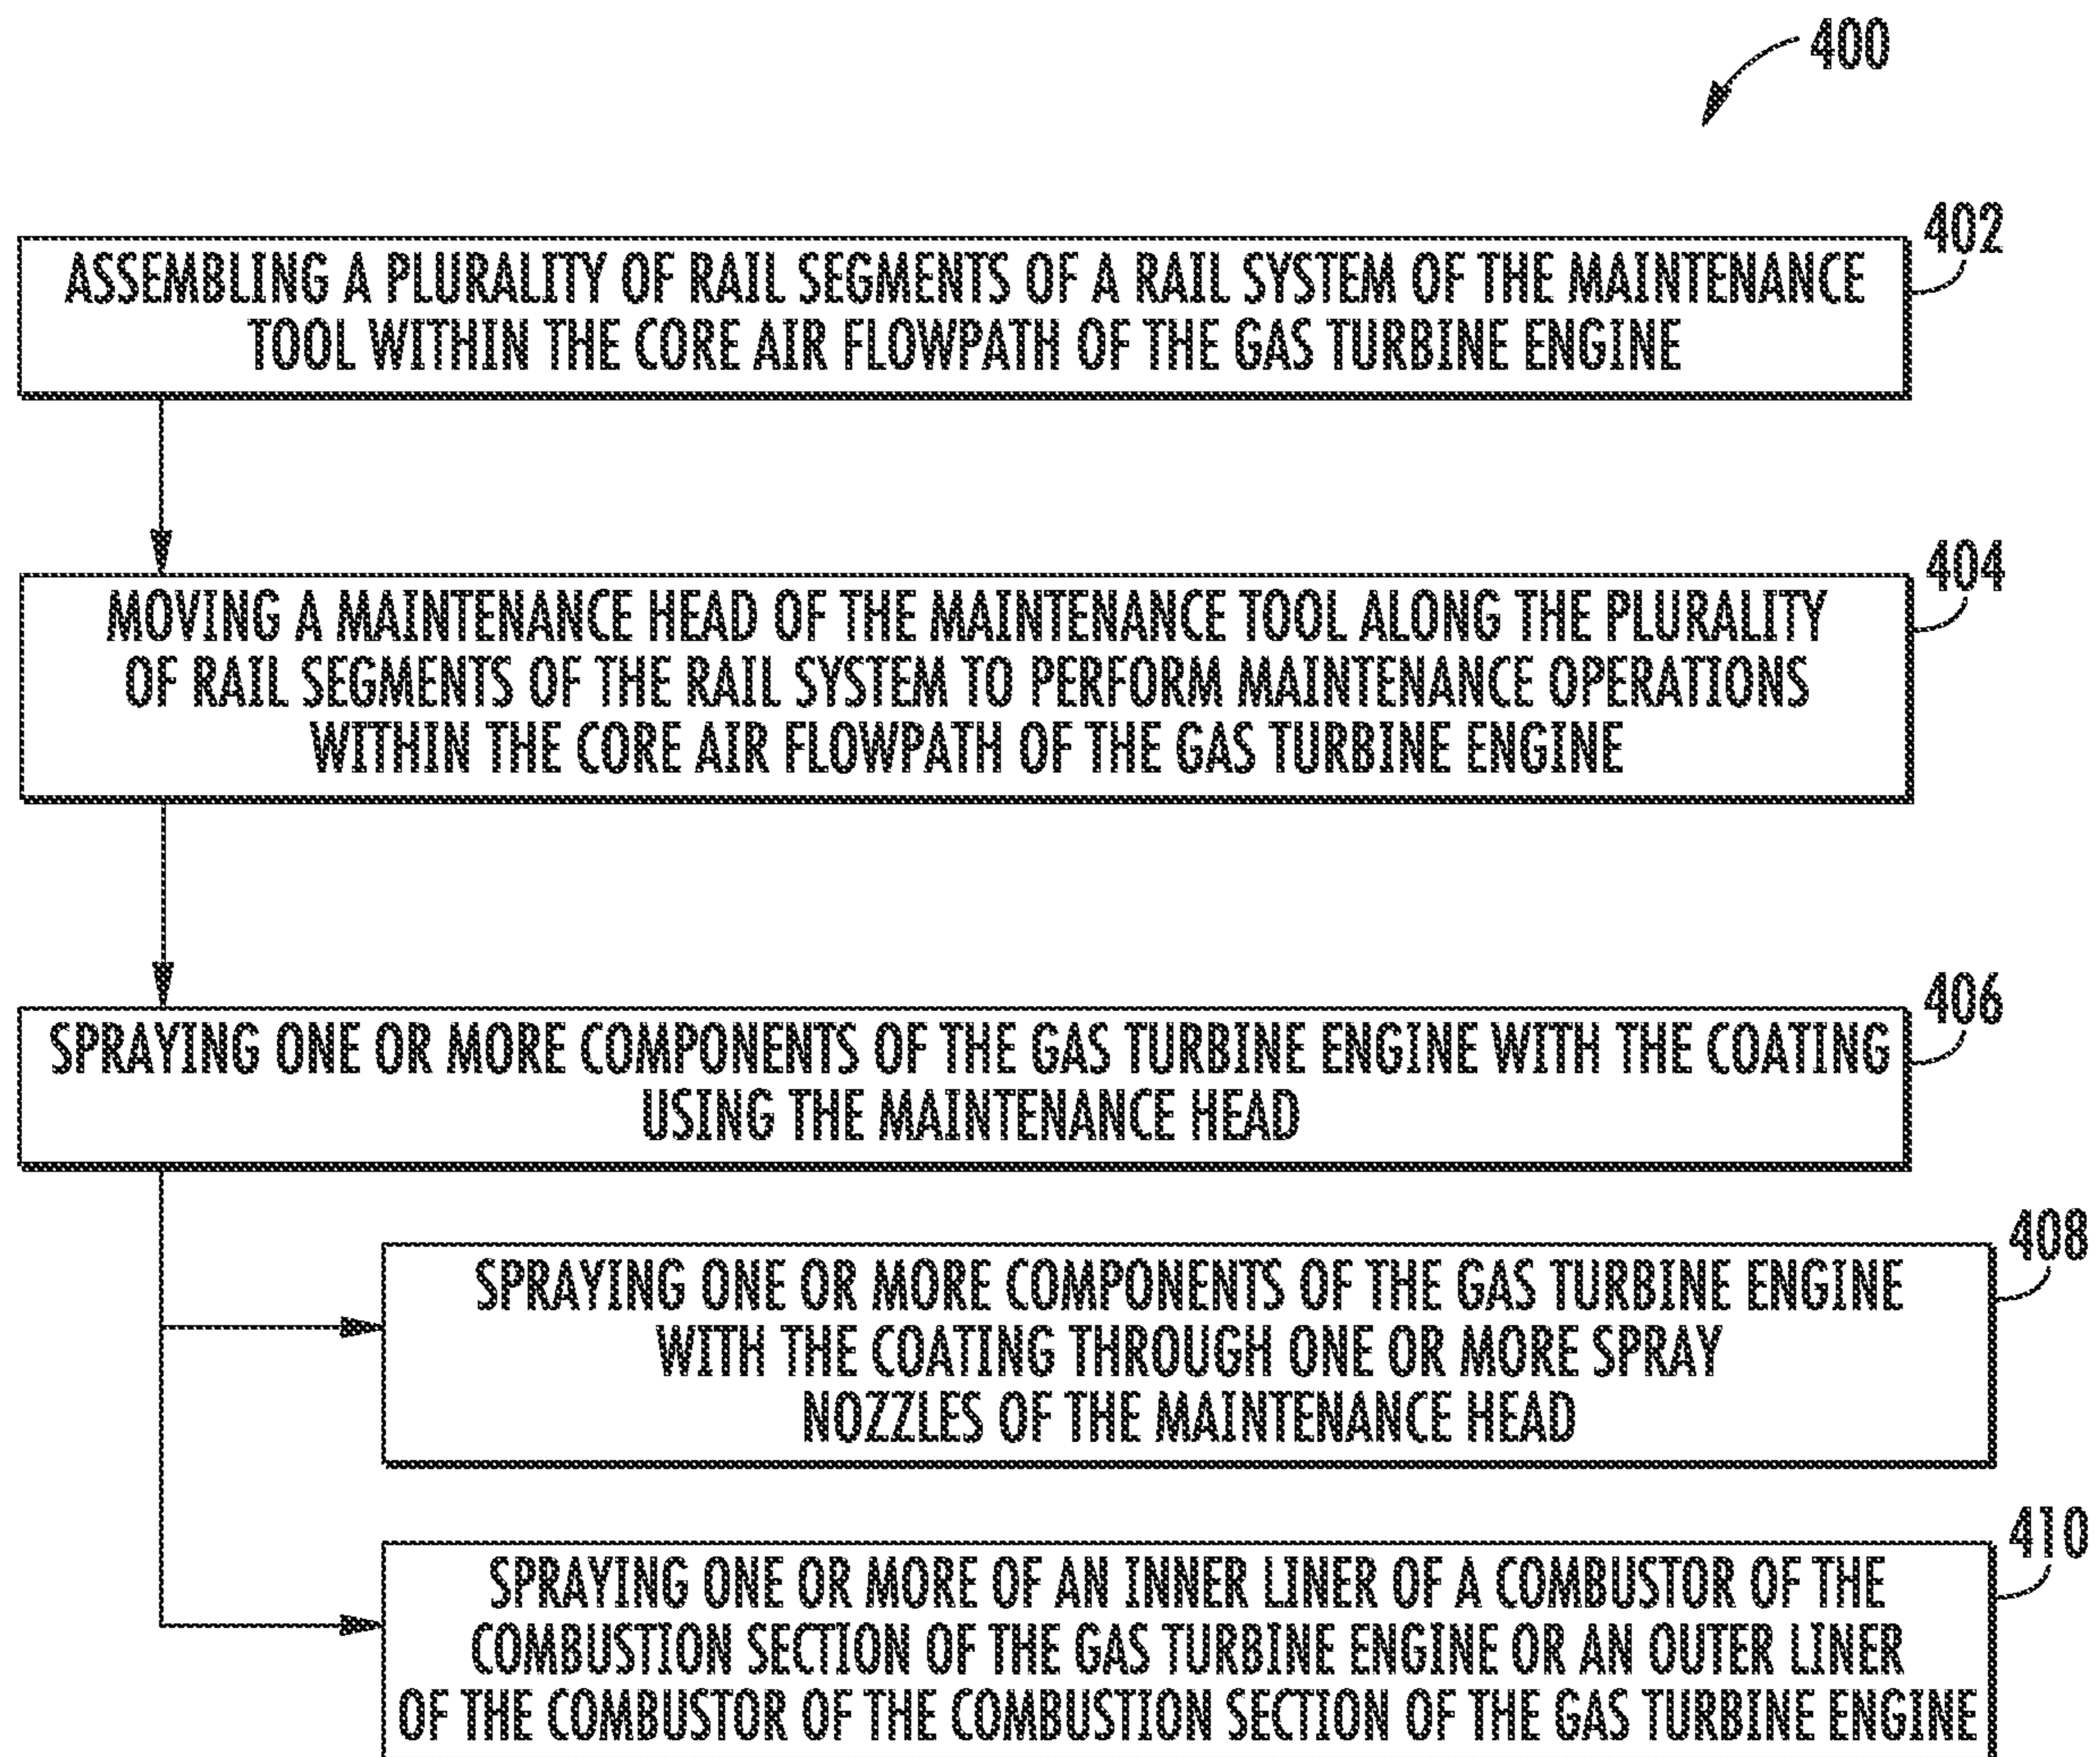 400
402
ASSEMBLING A PLURALITY OF RAIL SEGMENTS OF A RAIL SYSTEM OF THE MAINTENANCE
TOOL WITHIN THE CORE AIR FLOWPATH OF THE GAS TURBINE ENGINE
404
MOVING A MAINTENANCE HEAD OF THE MAINTENANCE TOOL ALONG THE PLURALITY
OF RAIL SEGMENTS OF THE RAIL SYSTEM TO PERFORM MAINTENANCE OPERATIONS
WITHIN THE CORE AIR FLOWPATH OF THE GAS TURBINE ENGINE
406
SPRAYING ONE OR MORE COMPONENTS OF THE GAS TURBINE ENGINE WITH THE COATING
USING THE MAINTENANCE HEAD
408
SPRAYING ONE OR MORE COMPONENTS OF THE GAS TURBINE ENGINE
WITH THE COATING THROUGH ONE OR MORE SPRAY
NOZZLES OF THE MAINTENANCE HEAD
410
SPRAYING ONE OR MORE OF AN INNER LINER OF A COMBUSTOR OF THE
COMBUSTION SECTION OF THE GAS TURBINE ENGINE OR AN OUTER LINER
OF THE COMBUSTOR OF THE COMBUSTION SECTION OF THE GAS TURBINE ENGINE